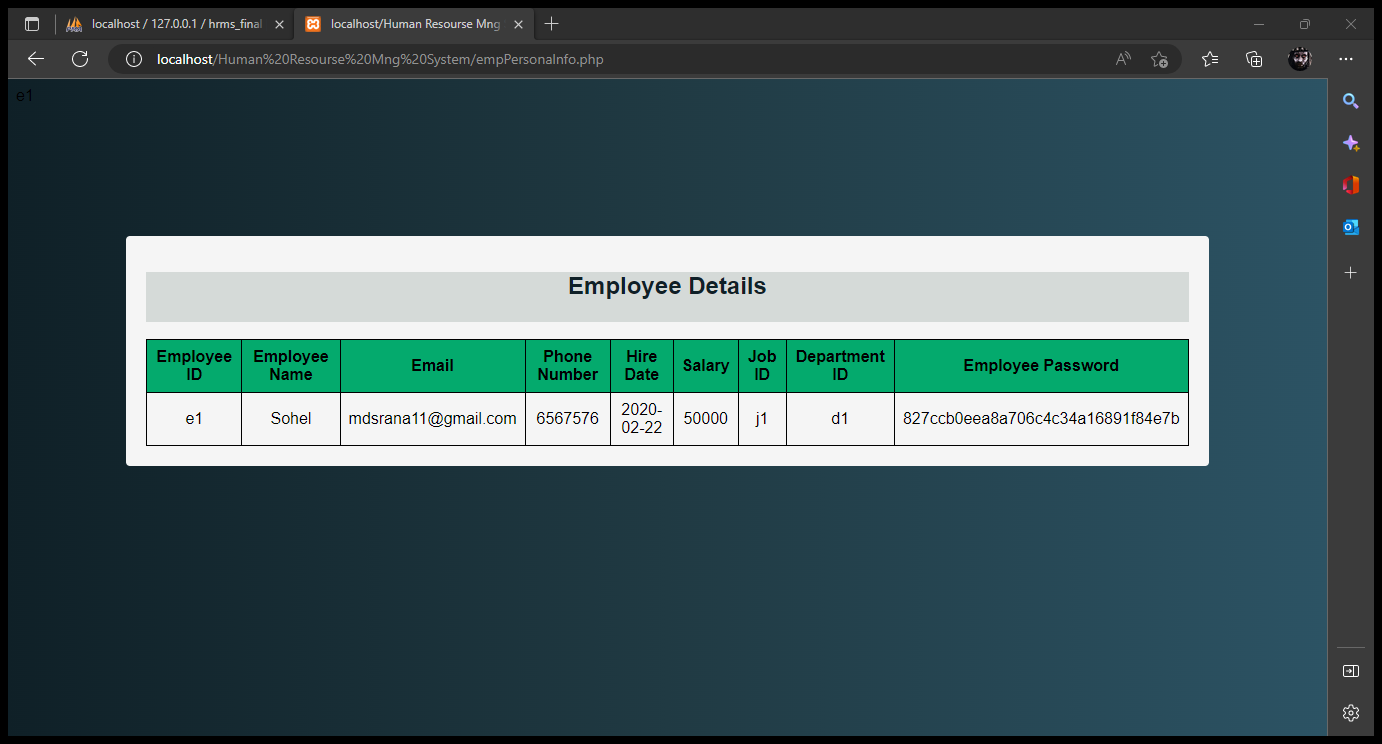 localhost / 127.0.0.1 / hrms_final
localhost/Human Resourse Mng
localhost/Human%20Resourse%20Mng%20System/empPersonaInfo.php
e1
Employee Details
Employee ID Employee Name Email Phone Number Hire Date Salary Job ID Department ID Employee Password
e1 Sohel mdsrana11@gmail.com 6567576 2020-02-22 50000 j1 d1 827ccb0eea8a706c4c34a16891f84e7b